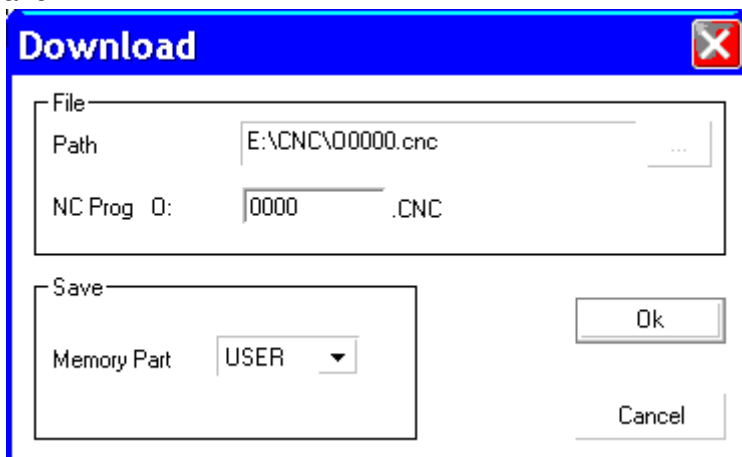 Download
File
Path E:\CNC\O0000.cnc ...
NC Prog O: 0000 .CNC
Save
Memory Part USER
Ok
Cancel